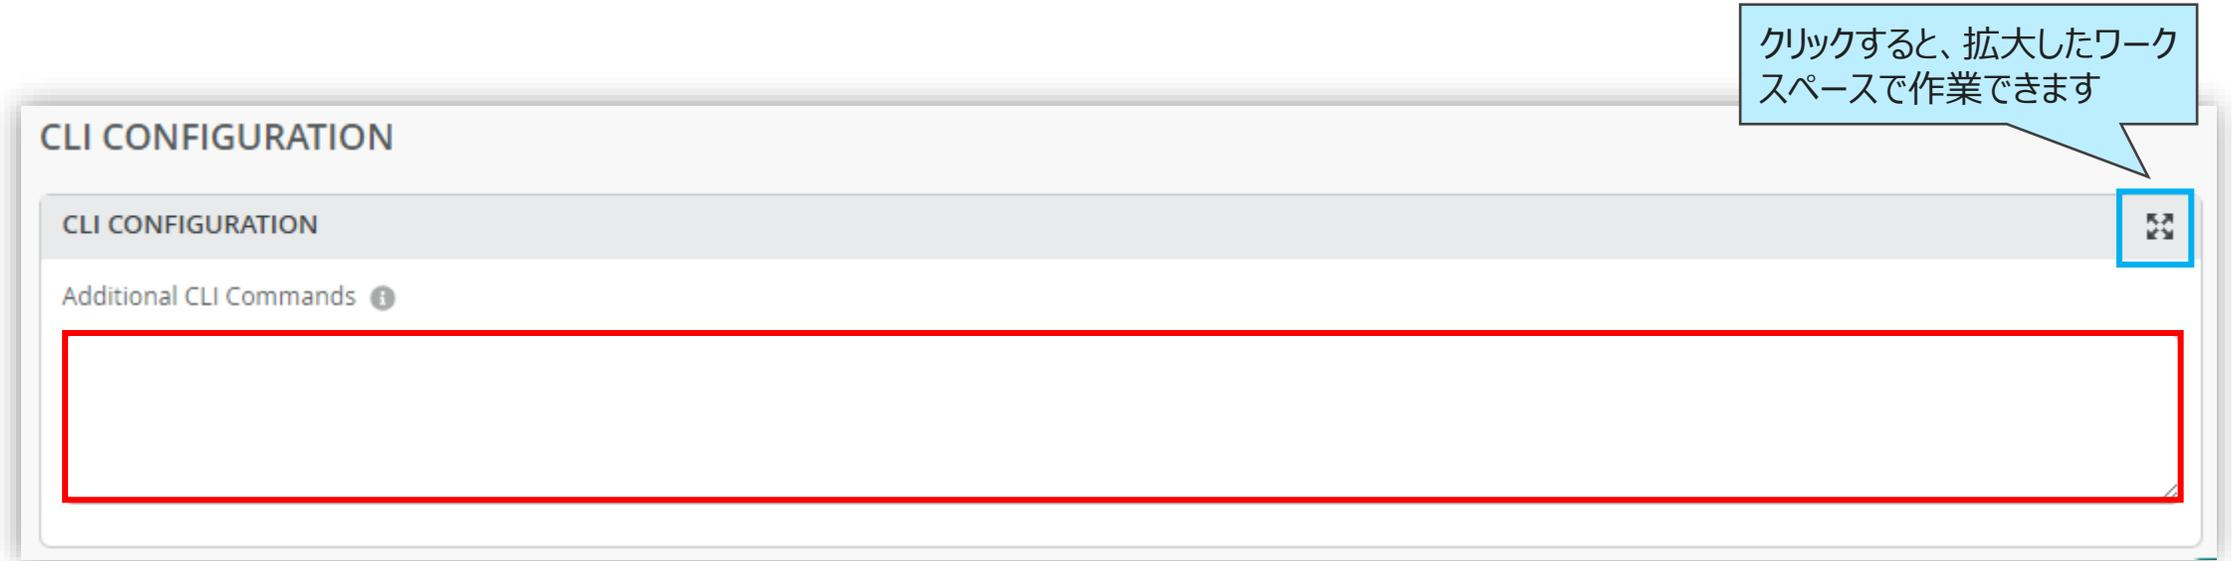 クリックすると、拡大したワーク
スペースで作業できます
CLI CONFIGURATION
CLI CONFIGURATION
Additional CLI Commands